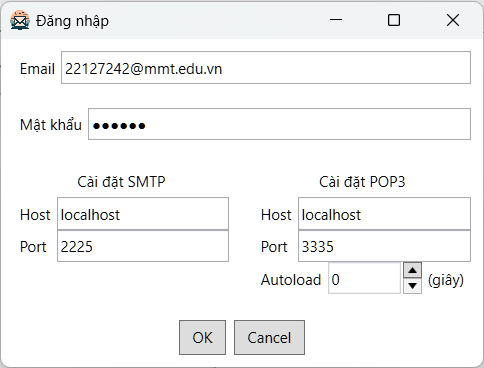 Đăng nhập
Email 22127242@mmt.edu.vn
Mật khẩu ●●●●●●
Cài đặt SMTP Cài đặt POP3
Host localhost Host localhost
Port 2225 Port 3335
Autoload 0 (giây)
OK Cancel